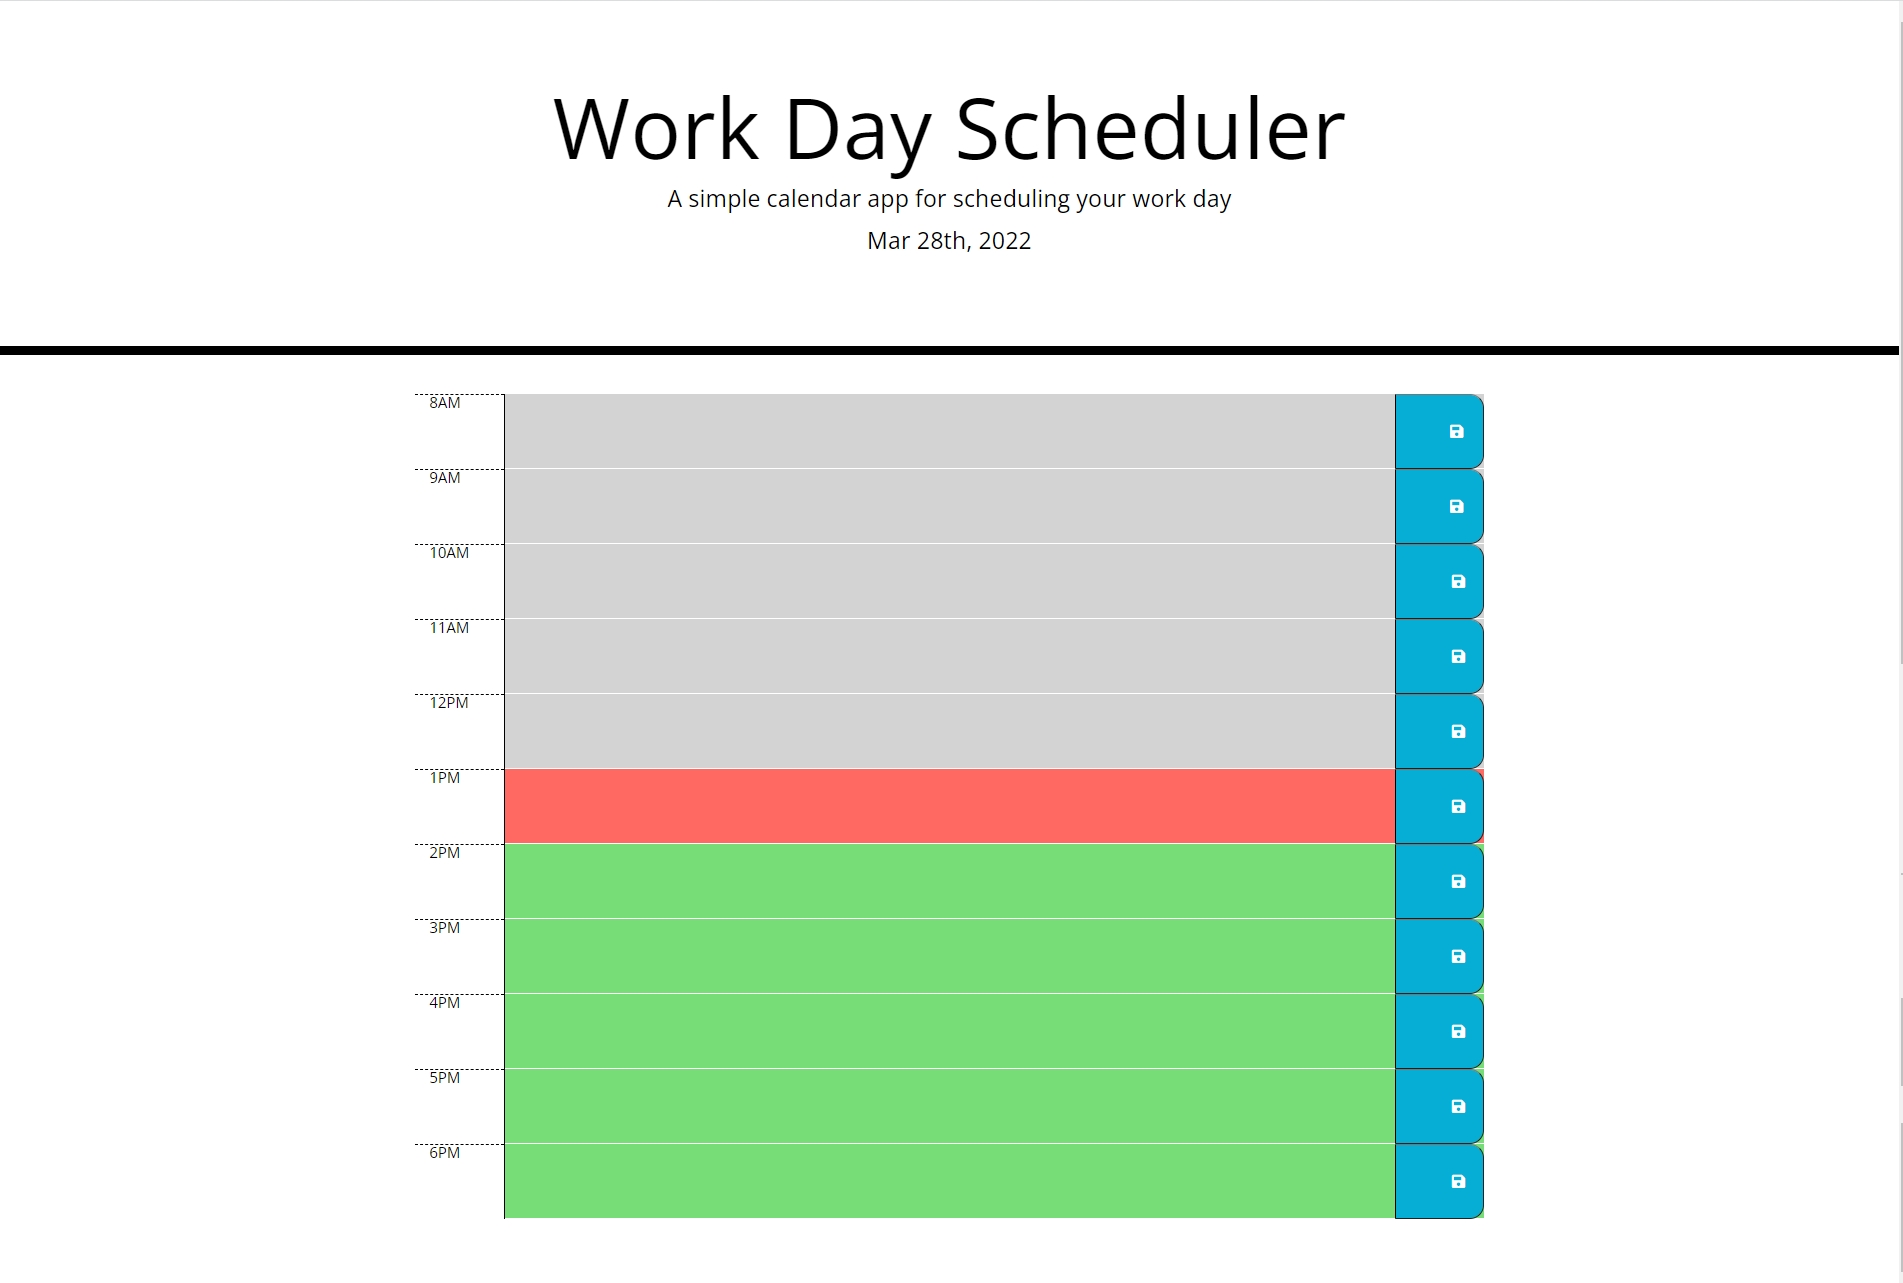 Work Day Scheduler
A simple calendar app for scheduling your work day
Mar 28th, 2022
8AM
9AM
10AM
11AM
12PM
1PM
2PM
3PM
4PM
5PM
6PM